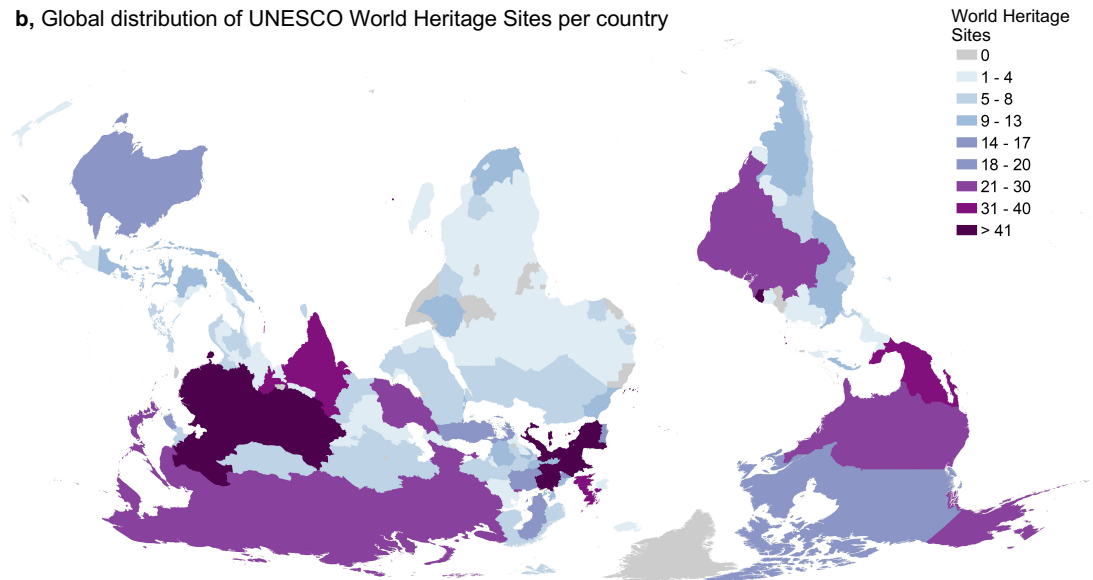 b, Global distribution of UNESCO World Heritage Sites per country
World Heritage
Sites
0
1 - 4
5 - 8
9 - 13
14 - 17
18 - 20
21 - 30
31 - 40
> 41